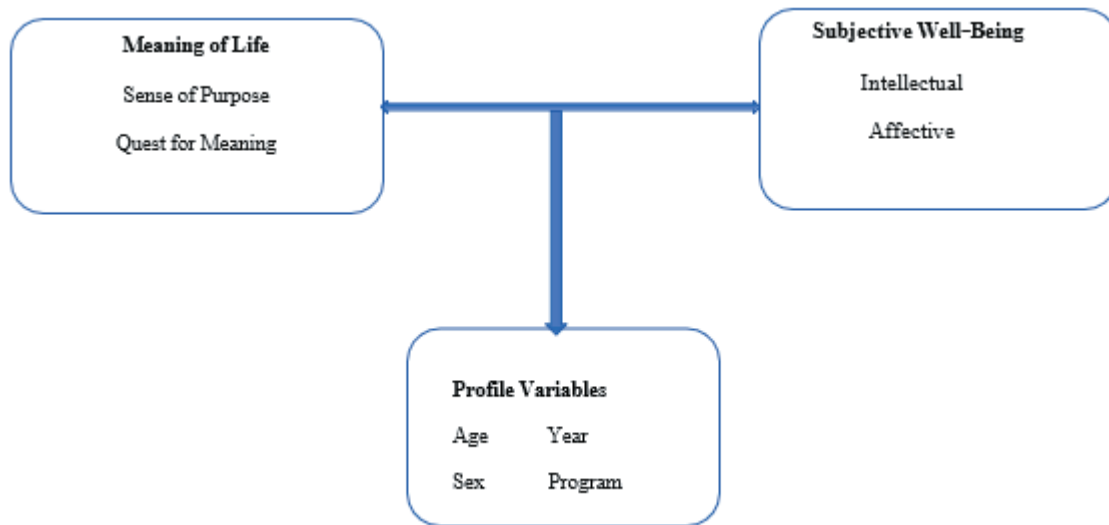 Meaning of Life
Sense of Purpose
Quest for Meaning
Subjective Well-Being
Intellectual
Affective
Profile Variables
Age Year
Sex Program